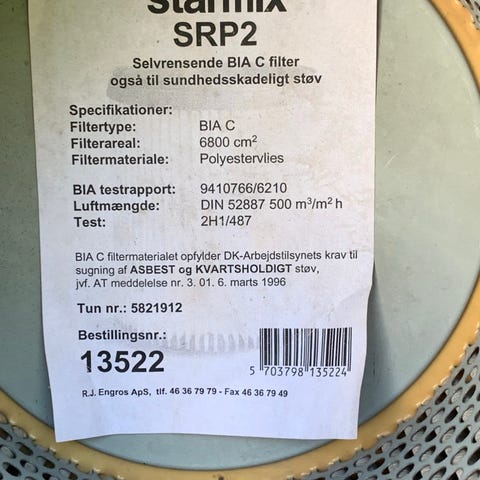 starmix
SRP2
Selvrensende BIA C filter
også til sundhedsskadeligt støv
Specifikationer:
Filtertype: BIA C
Filterareal: 6800 cm²
Filtermateriale: Polyestervlies
BIA testrapport: 9410766/6210
Luftmængde: DIN 52887 500 m³/m² h
Test: 2H1/487
BIA C filtermaterialet opfylder DK-Arbejdstilsynets krav til
sugning af ASBEST og KVARTSHOLDIGT støv,
jvf. AT meddelelse nr. 3. 01. 6. marts 1996
Tun nr.: 5821912
Bestillingsnr.:
13522
5 703798 135224
R.J. Engros ApS, tlf. 46 36 79 79 - Fax 46 36 79 49